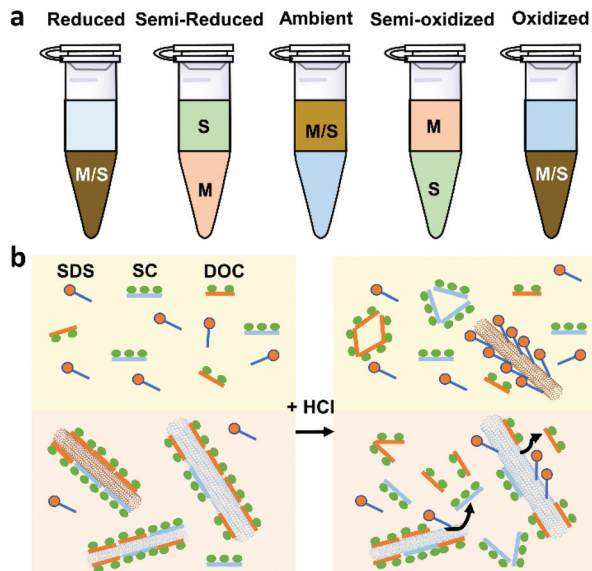 a
Reduced Semi-Reduced Ambient Semi-oxidized Oxidized
S M/S M
M/S M S M/S
b
SDS SC DOC
+ HCl